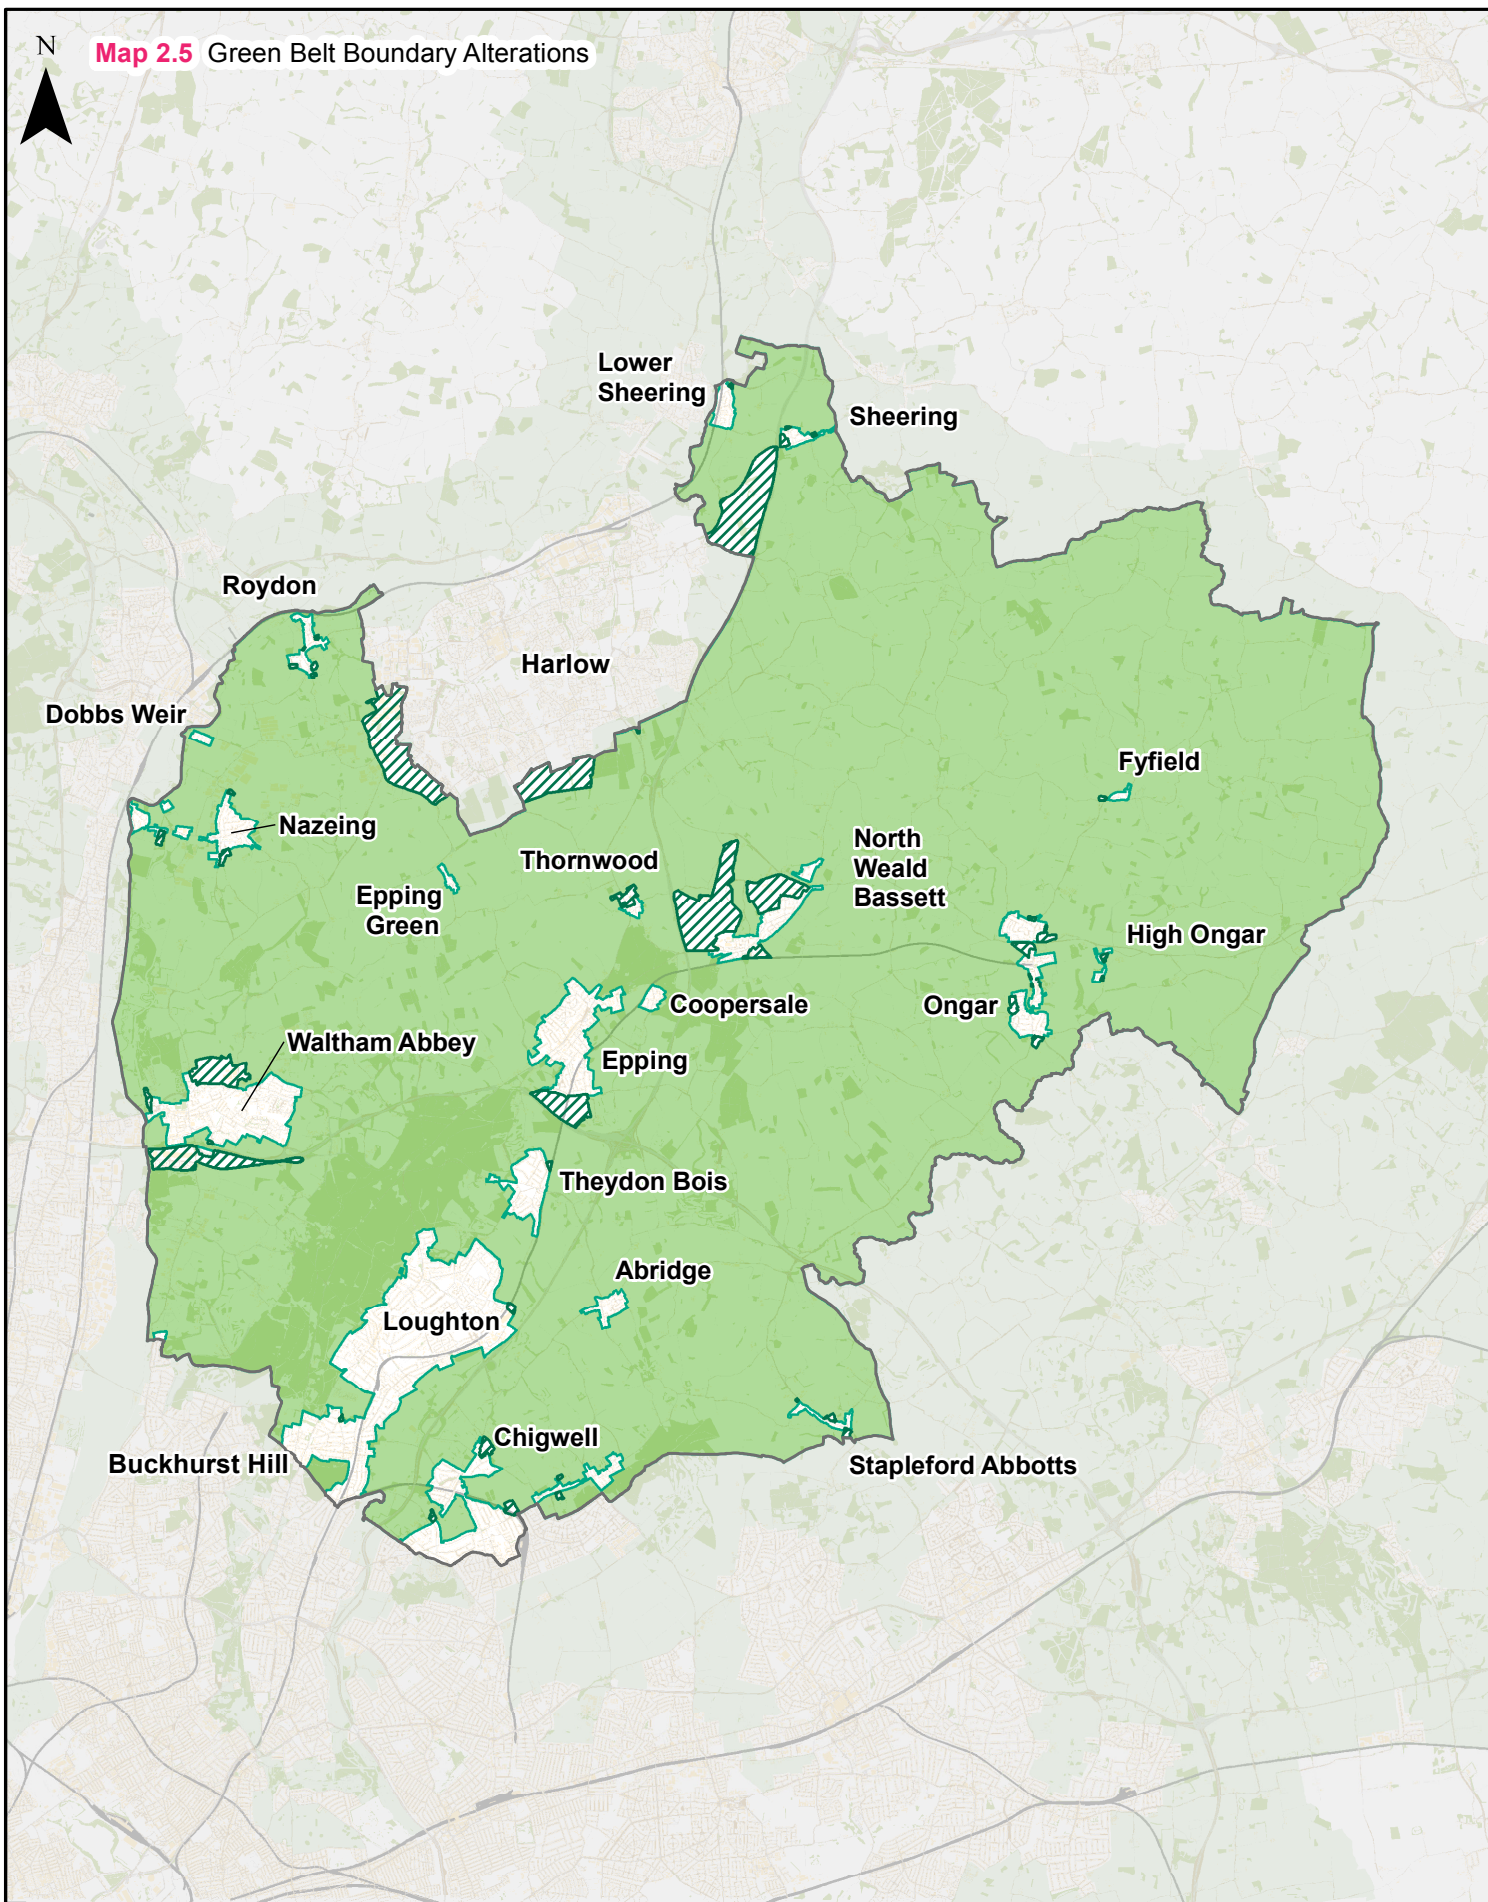 N
Map 2.5 Green Belt Boundary Alterations
Lower
Sheering
Sheering
Roydon
Harlow
Dobbs Weir
Fyfield
Nazeing
North
Weald
Bassett
Thornwood
Epping
Green
High Ongar
Ongar
Coopersale
Waltham Abbey
Epping
Theydon Bois
Abridge
Loughton
Chigwell
Buckhurst Hill
Stapleford Abbotts